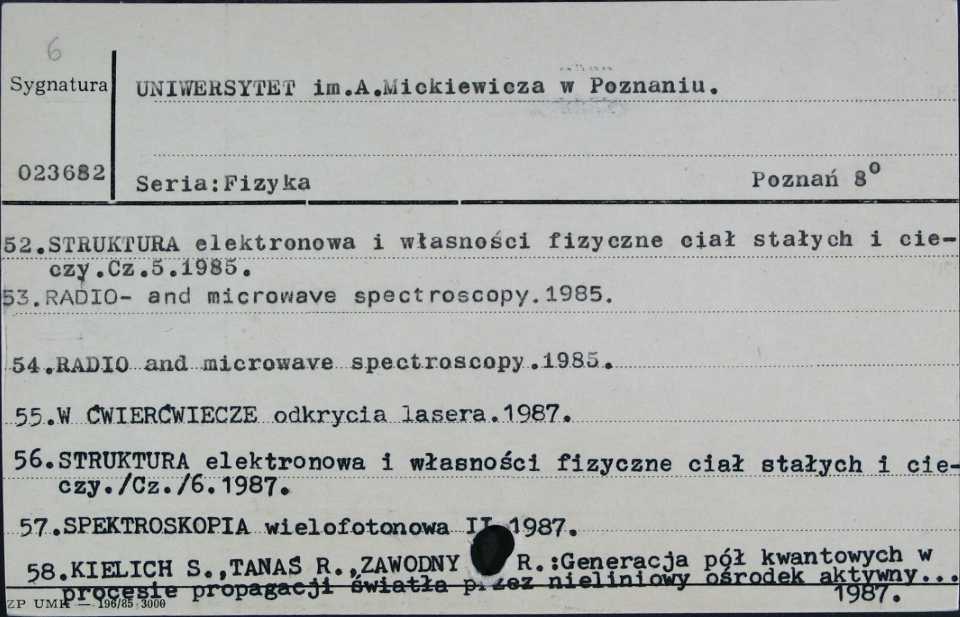 6
Sygnatura
UNIWERSYTET im.A.Mickiewicza w Poznaniu.
023682
Seria:Fizyka
Poznań 8o
52.STRUKTURA elektronowa i własności fizyczne ciał stałych i cie-
czy.Cz.5.1985.
53.RADIO- and microwave spectroscopy.1985.
54.RADIO and microwave spectroscopy.1985.
55.W ĆWIERĆWIECZE odkrycia lasera.1987.
56.STRUKTURA elektronowa i własności fizyczne ciał stałych i cie-
czy./Cz./6.1987.
57.SPEKTROSKOPIA wielofotonowa II 1987.
58.KIELICH S.,TANAŚ R.,ZAWODNY R.:Generacja pół kwantowych w
procesie propagacji światła przez nieliniowy ośrodek aktywny...
1987.
ZP UMK — 196/85 3000